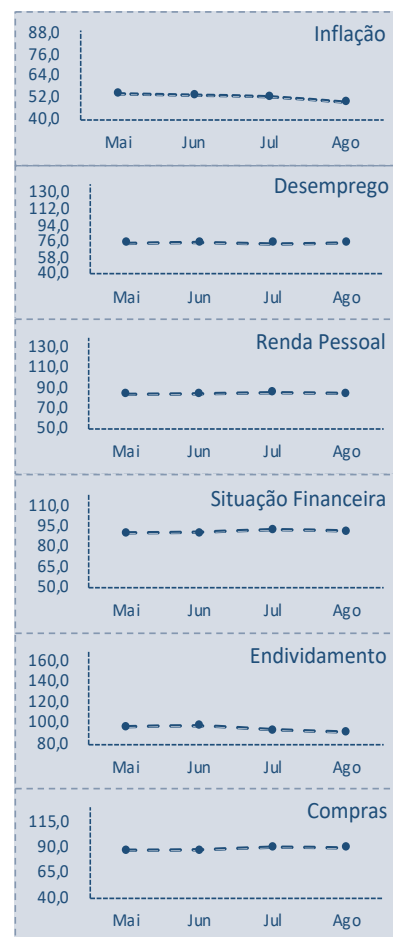 Inflação
88,0
76,0
64,0
52,0
40,0
Mai Jun Jul Ago
Desemprego
130,0
112,0
94,0
76,0
58,0
40,0
Mai Jun Jul Ago
Renda Pessoal
130,0
110,0
90,0
70,0
50,0
Mai Jun Jul Ago
Situação Financeira
110,0
95,0
80,0
65,0
50,0
Mai Jun Jul Ago
Endividamento
160,0
140,0
120,0
100,0
80,0
Mai Jun Jul Ago
Compras
115,0
90,0
65,0
40,0